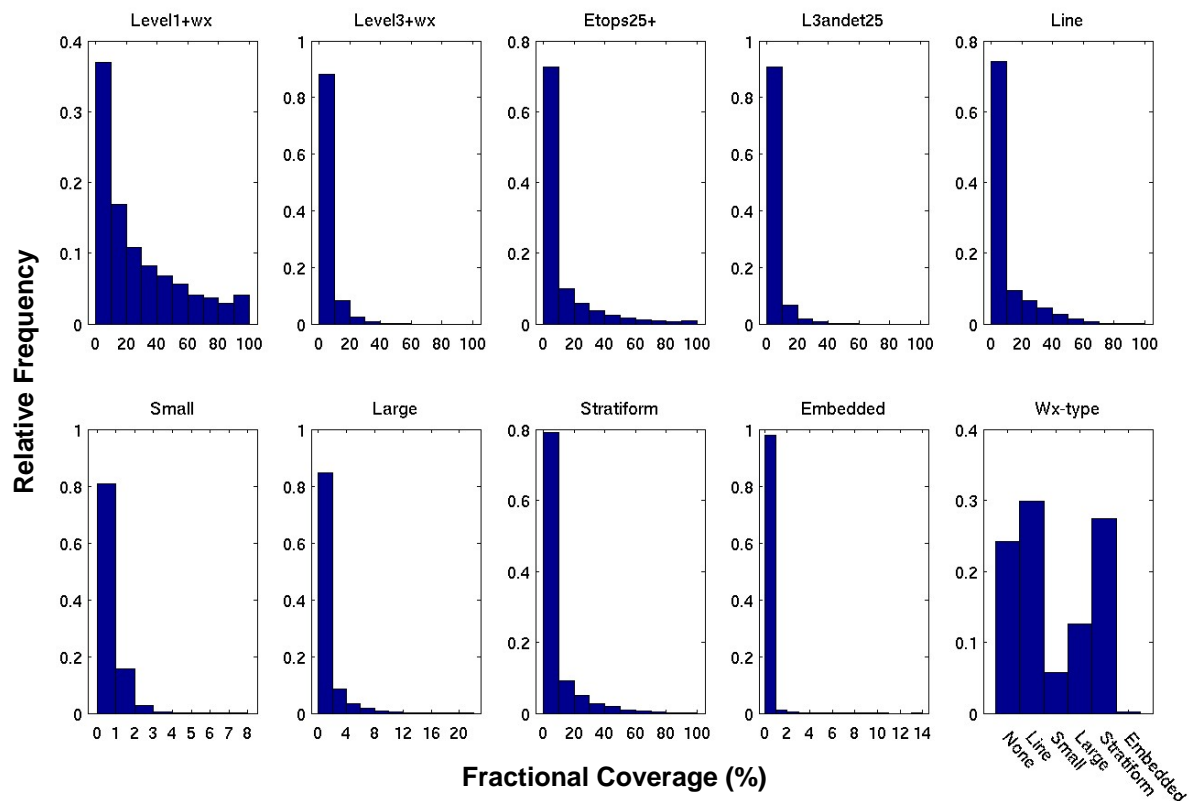 Level1+wx
Level3+wx
Etops25+
L3andet25
Line
0.4
0.3
0.2
0.1
0
0 20 40 60 80 100
1
0.8
0.6
0.4
0.2
0
0 20 40 60 80 100
0.8
0.6
0.4
0.2
0
0 20 40 60 80 100
1
0.8
0.6
0.4
0.2
0
0 20 40 60 80 100
0.8
0.6
0.4
0.2
0
0 20 40 60 80 100
Relative Frequency
Small
Large
Stratiform
Embedded
Wx-type
1
0.8
0.6
0.4
0.2
0
0 1 2 3 4 5 6 7 8
1
0.8
0.6
0.4
0.2
0
0 4 8 12 16 20
0.8
0.6
0.4
0.2
0
0 20 40 60 80 100
1
0.8
0.6
0.4
0.2
0
0 2 4 6 8 10 12 14
0.4
0.3
0.2
0.1
0
None
Line
Small
Large
Stratiform
Embedded
Fractional Coverage (%)